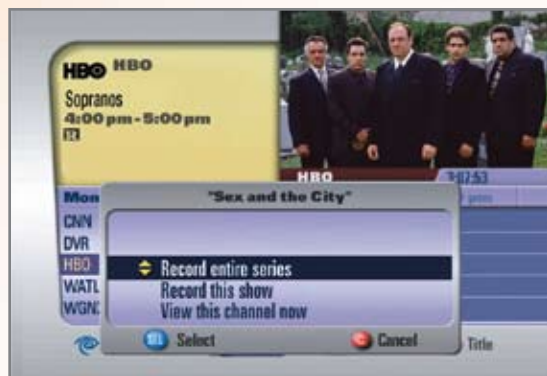 HBO HBO
Sopranos
4:00 pm - 5:00 pm
HBO
Mon
"Sex and the City"
CNN
DVR
HBO
WATL
WGN
Record entire series
Record this show
View this channel now
SEL Select
C Cancel
Title